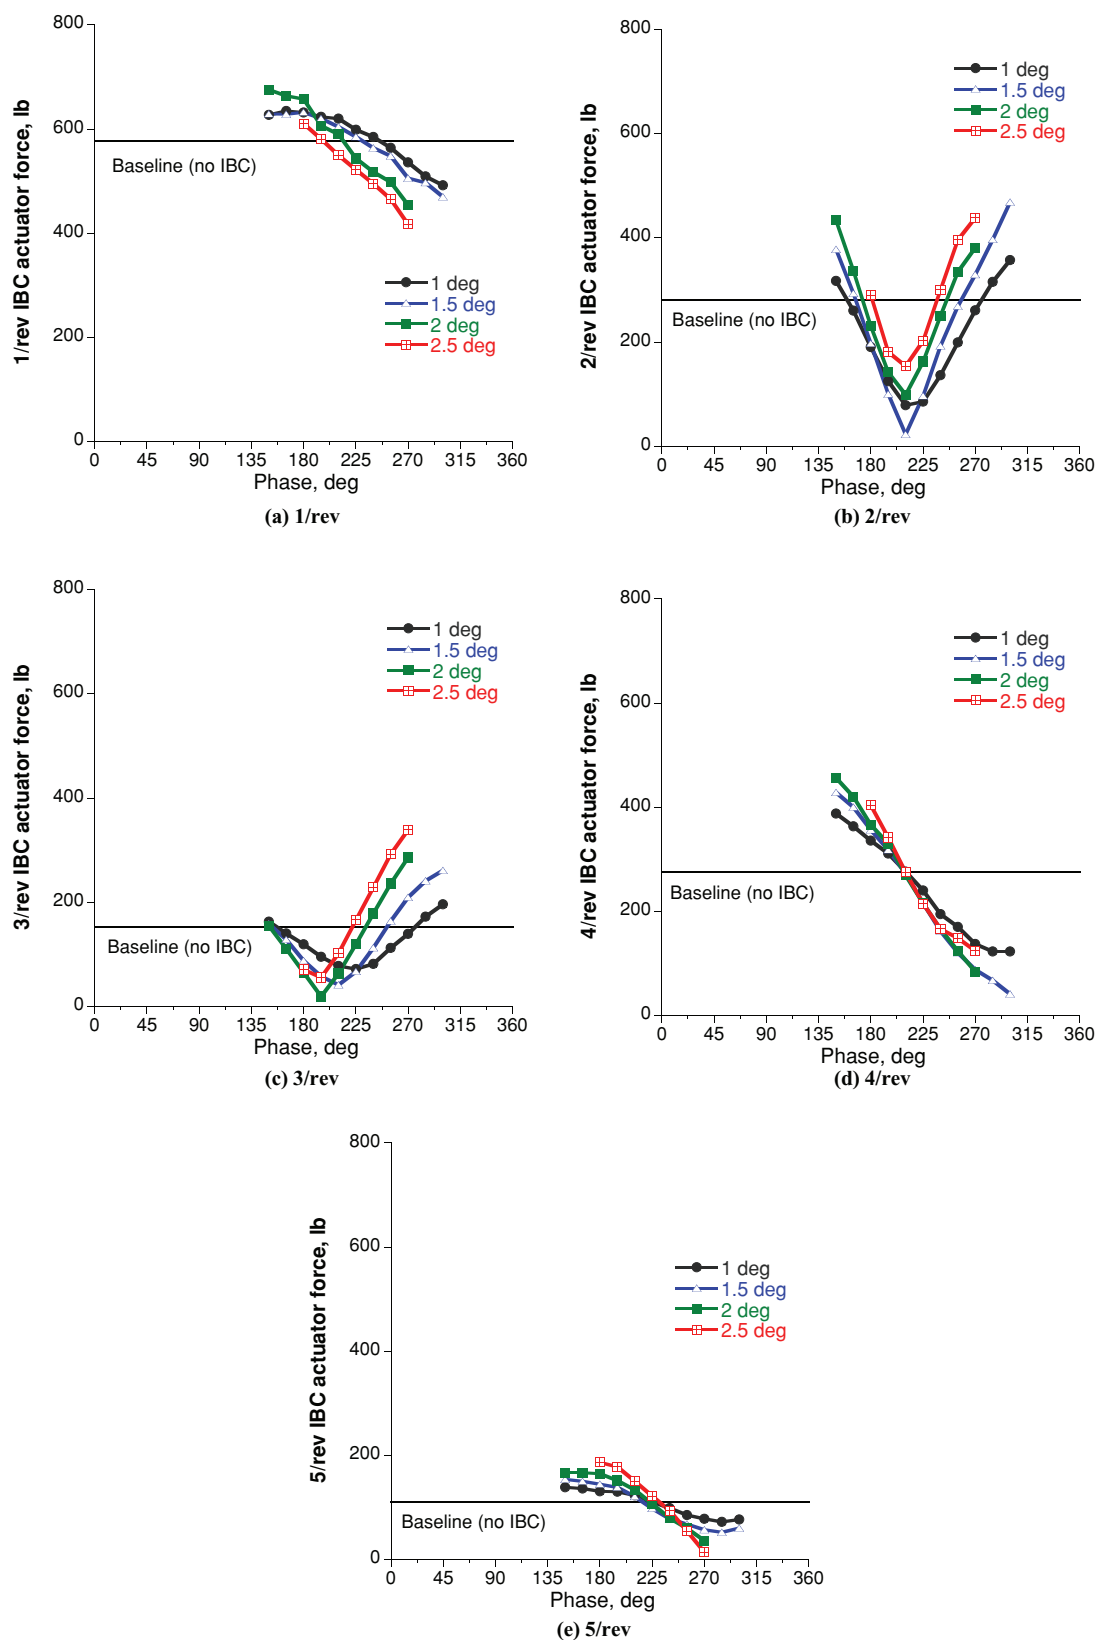 800
600
400
200
0
1/rev IBC actuator force, lb
Baseline (no IBC)
1 deg
1.5 deg
2 deg
2.5 deg
0 45 90 135 180 225 270 315 360
Phase, deg
(a) 1/rev
800
600
400
200
0
2/rev IBC actuator force, lb
1 deg
1.5 deg
2 deg
2.5 deg
Baseline (no IBC)
0 45 90 135 180 225 270 315 360
Phase, deg
(b) 2/rev
800
600
400
200
0
3/rev IBC actuator force, lb
1 deg
1.5 deg
2 deg
2.5 deg
Baseline (no IBC)
0 45 90 135 180 225 270 315 360
Phase, deg
(c) 3/rev
800
600
400
200
0
4/rev IBC actuator force, lb
1 deg
1.5 deg
2 deg
2.5 deg
Baseline (no IBC)
0 45 90 135 180 225 270 315 360
Phase, deg
(d) 4/rev
800
600
400
200
0
5/rev IBC actuator force, lb
1 deg
1.5 deg
2 deg
2.5 deg
Baseline (no IBC)
0 45 90 135 180 225 270 315 360
Phase, deg
(e) 5/rev